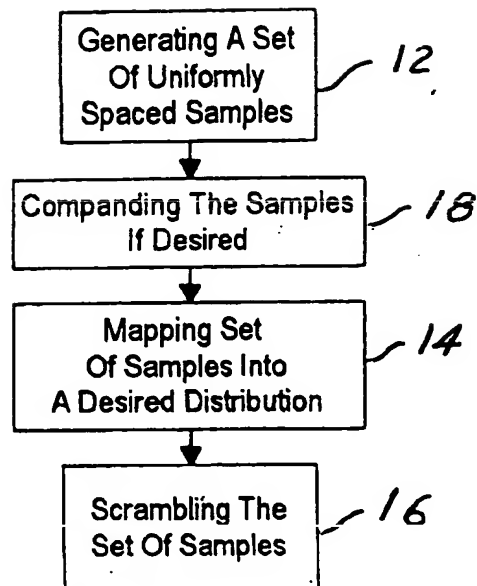 Generating A Set
Of Uniformly
Spaced Samples
12
Companding The Samples
If Desired
18
Mapping Set
Of Samples Into
A Desired Distribution
14
Scrambling The
Set Of Samples
16